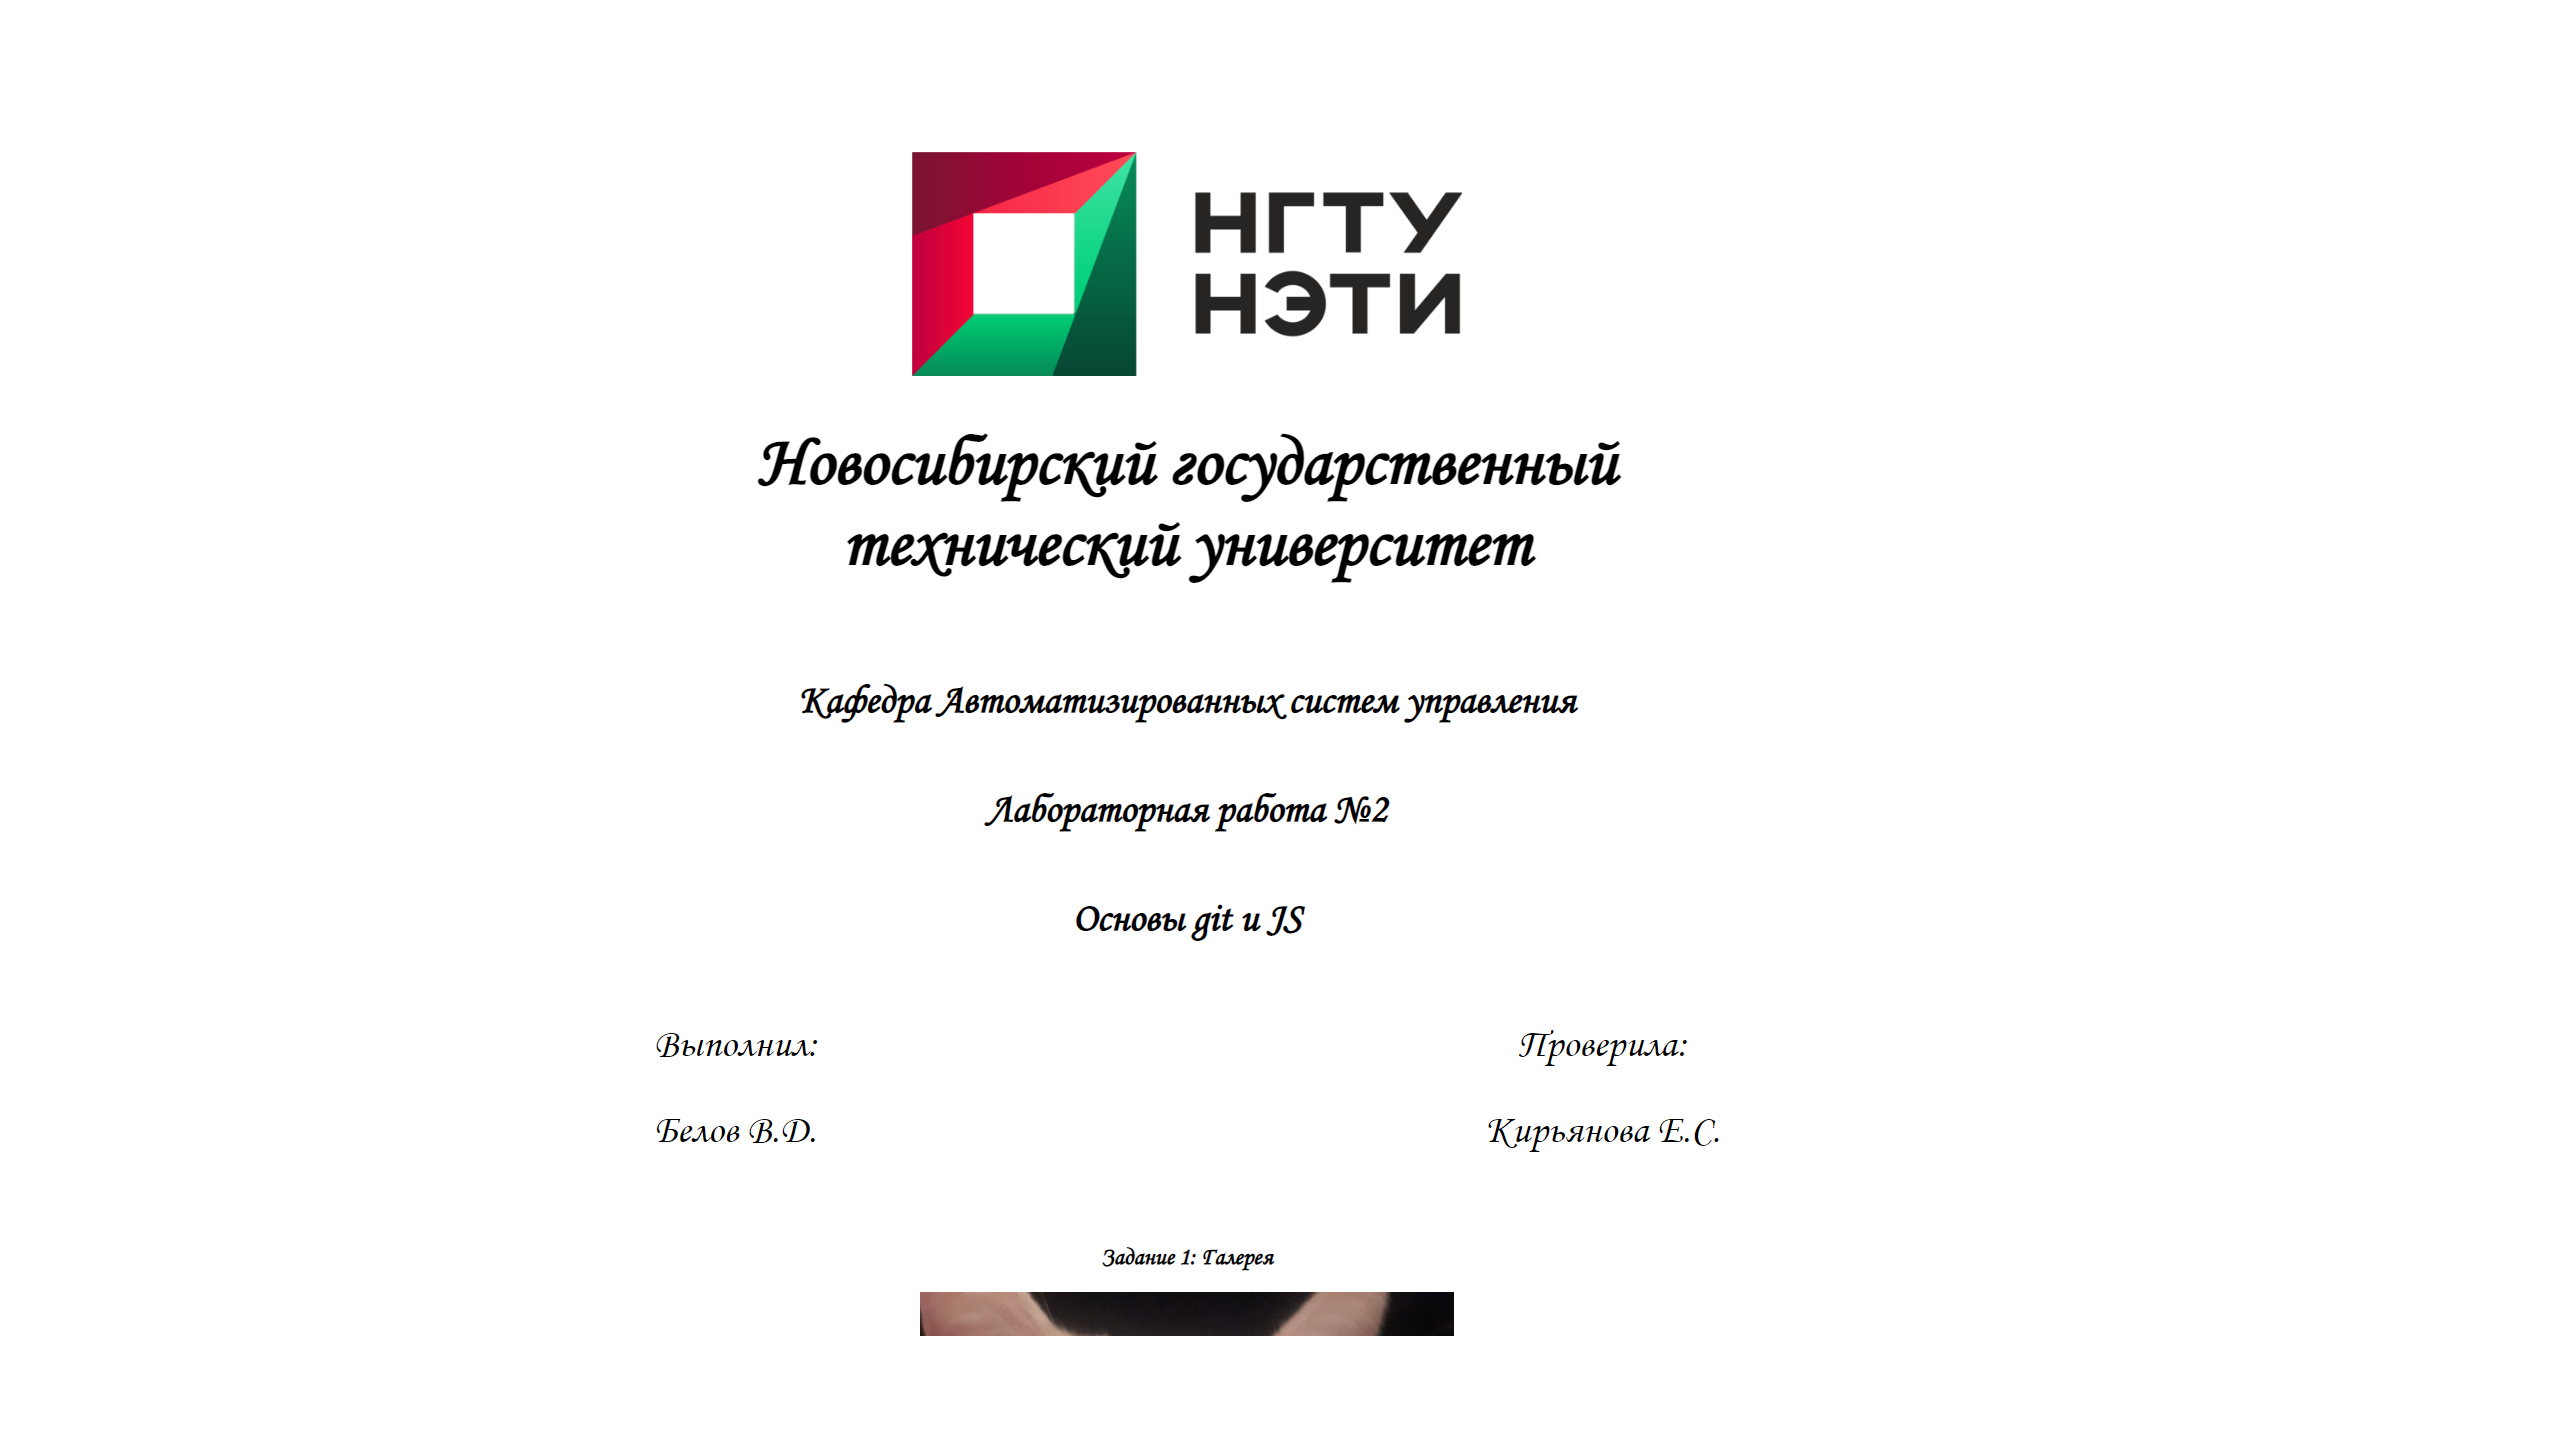 НГТУ
НЭТИ
Новосибирский государственный
технический университет
Кафедра Автоматизированных систем управления
Лабораторная работа №2
Основы git и JS
Выполнил:
Проверила:
Белов В.Д.
Кирьянова Е.С.
Задание 1: Галерея